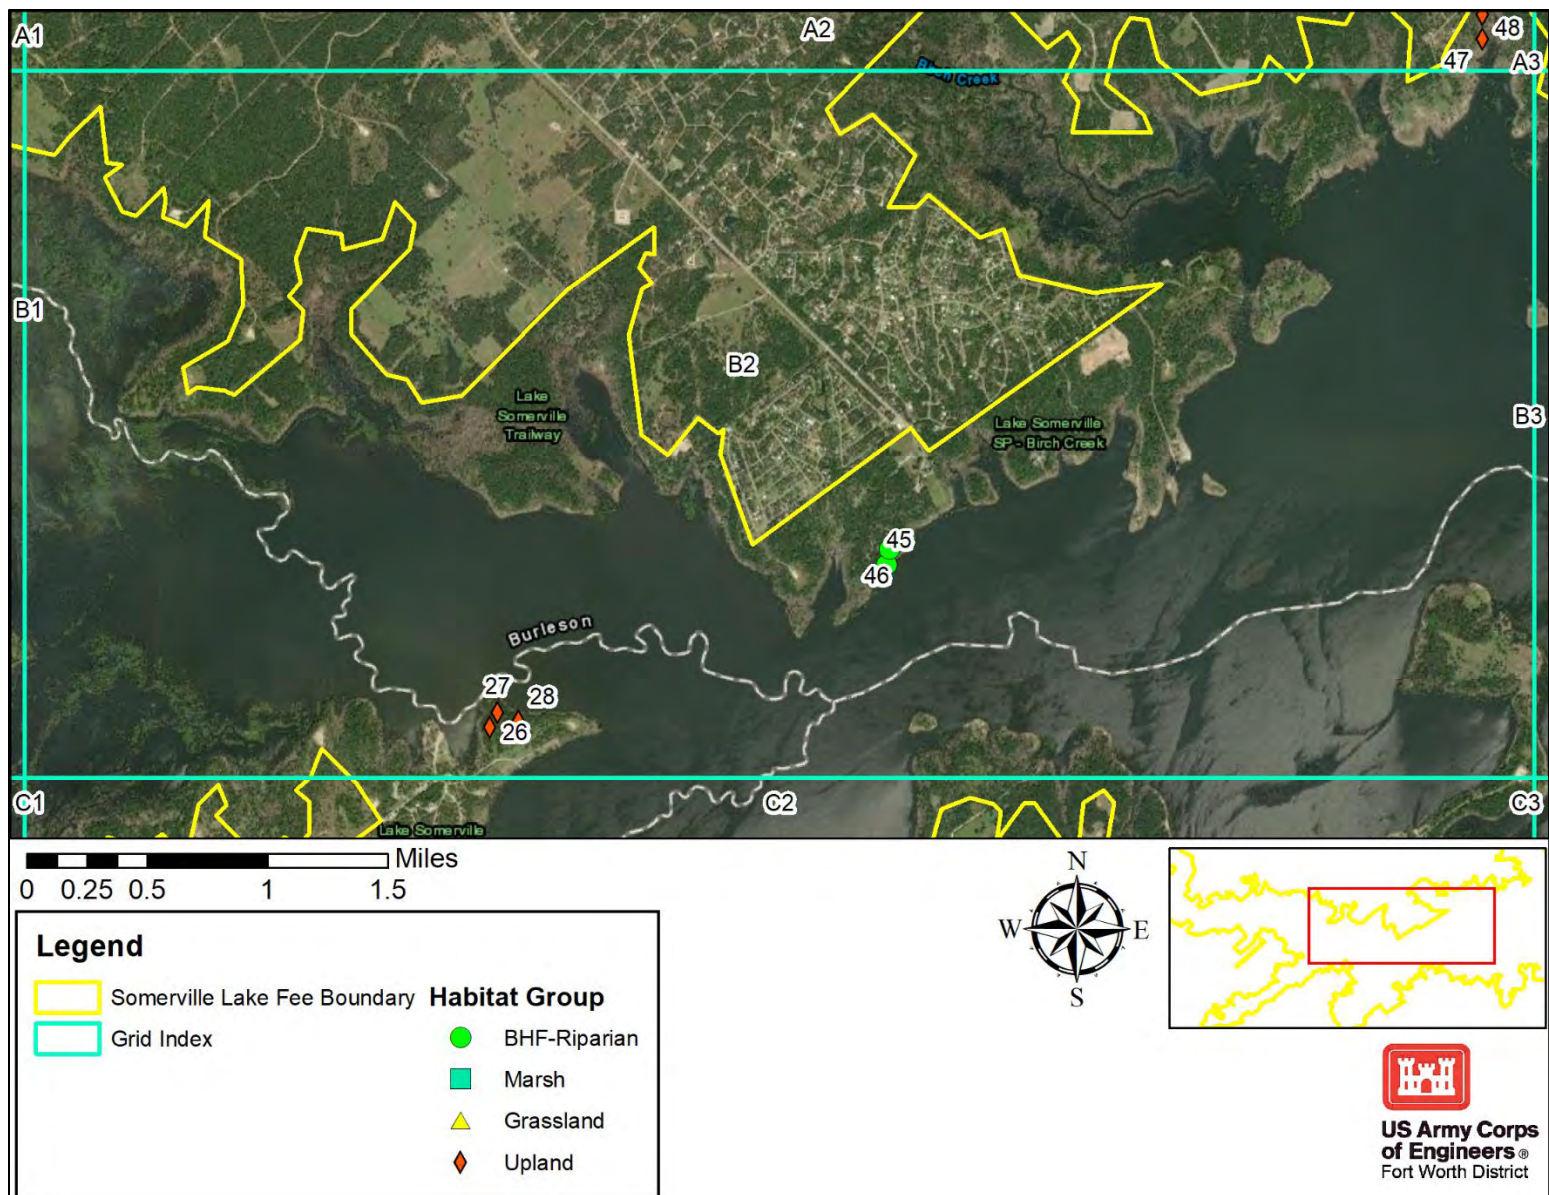 A1
A2
48
47
A3
Birch Creek
B1
B2
B3
Lake
Somerville
Trailway
Lake Somerville
SP - Birch Creek
45
46
Burleson
27
28
26
C1
C2
C3
Lake Somerville
Miles
0 0.25 0.5 1 1.5
N
W E
S
Legend
Somerville Lake Fee Boundary
Grid Index
Habitat Group
BHF-Riparian
Marsh
Grassland
Upland
US Army Corps
of Engineers ®
Fort Worth District